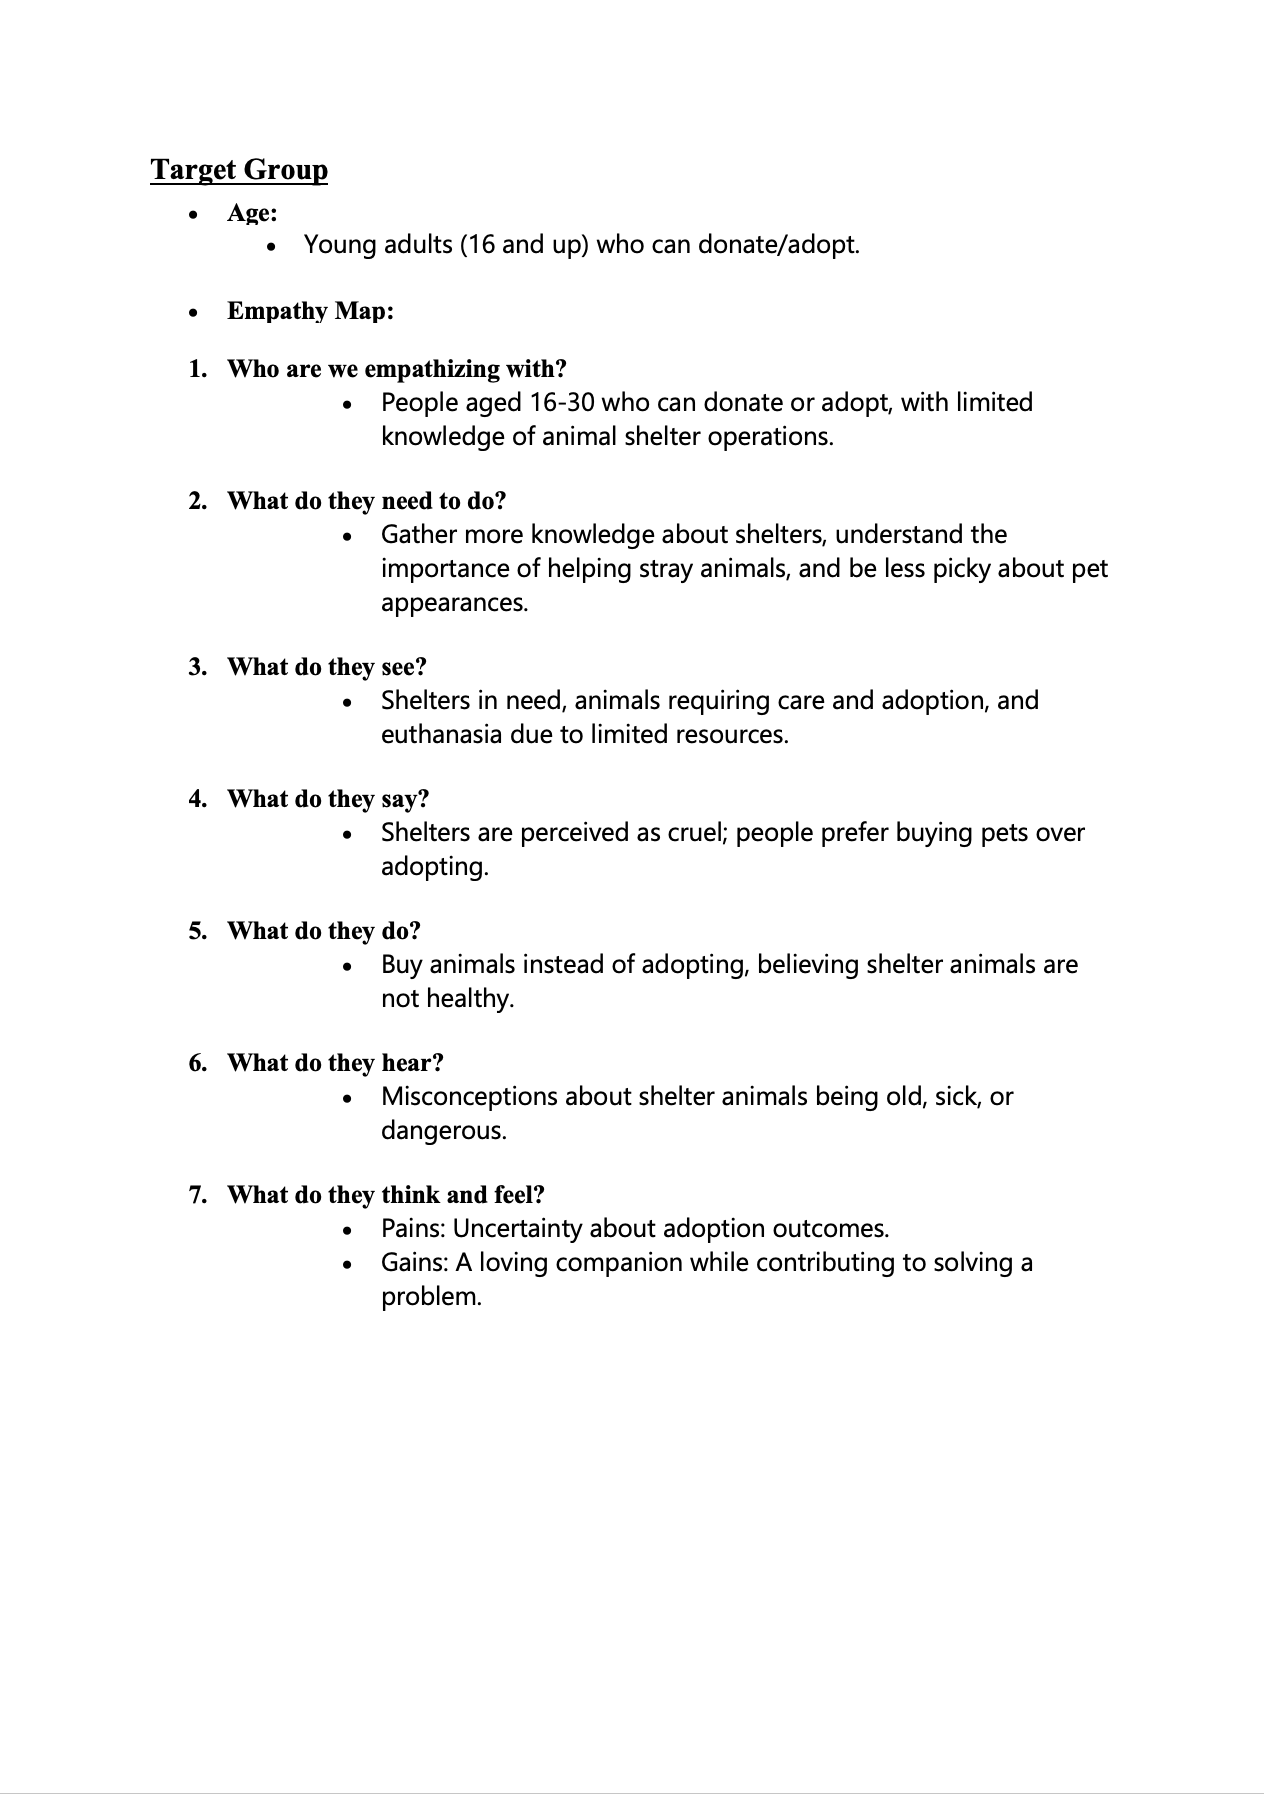 Target Group
• Age:
• Young adults (16 and up) who can donate/adopt.
• Empathy Map:
1. Who are we empathizing with?
• People aged 16-30 who can donate or adopt, with limited
knowledge of animal shelter operations.
2. What do they need to do?
• Gather more knowledge about shelters, understand the
importance of helping stray animals, and be less picky about pet
appearances.
3. What do they see?
• Shelters in need, animals requiring care and adoption, and
euthanasia due to limited resources.
4. What do they say?
• Shelters are perceived as cruel; people prefer buying pets over
adopting.
5. What do they do?
• Buy animals instead of adopting, believing shelter animals are
not healthy.
6. What do they hear?
• Misconceptions about shelter animals being old, sick, or
dangerous.
7. What do they think and feel?
• Pains: Uncertainty about adoption outcomes.
• Gains: A loving companion while contributing to solving a
problem.